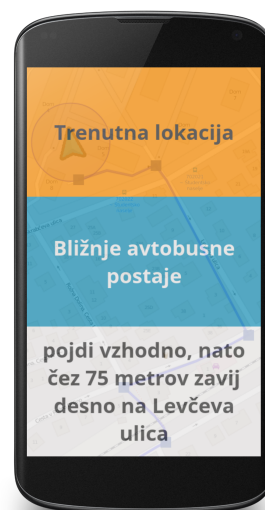 Trenutna lokacija
Bližnje avtobusne
postaje
pojdi vzhodno, nato
čez 75 metrov zavij
desno na Levčeva
ulica